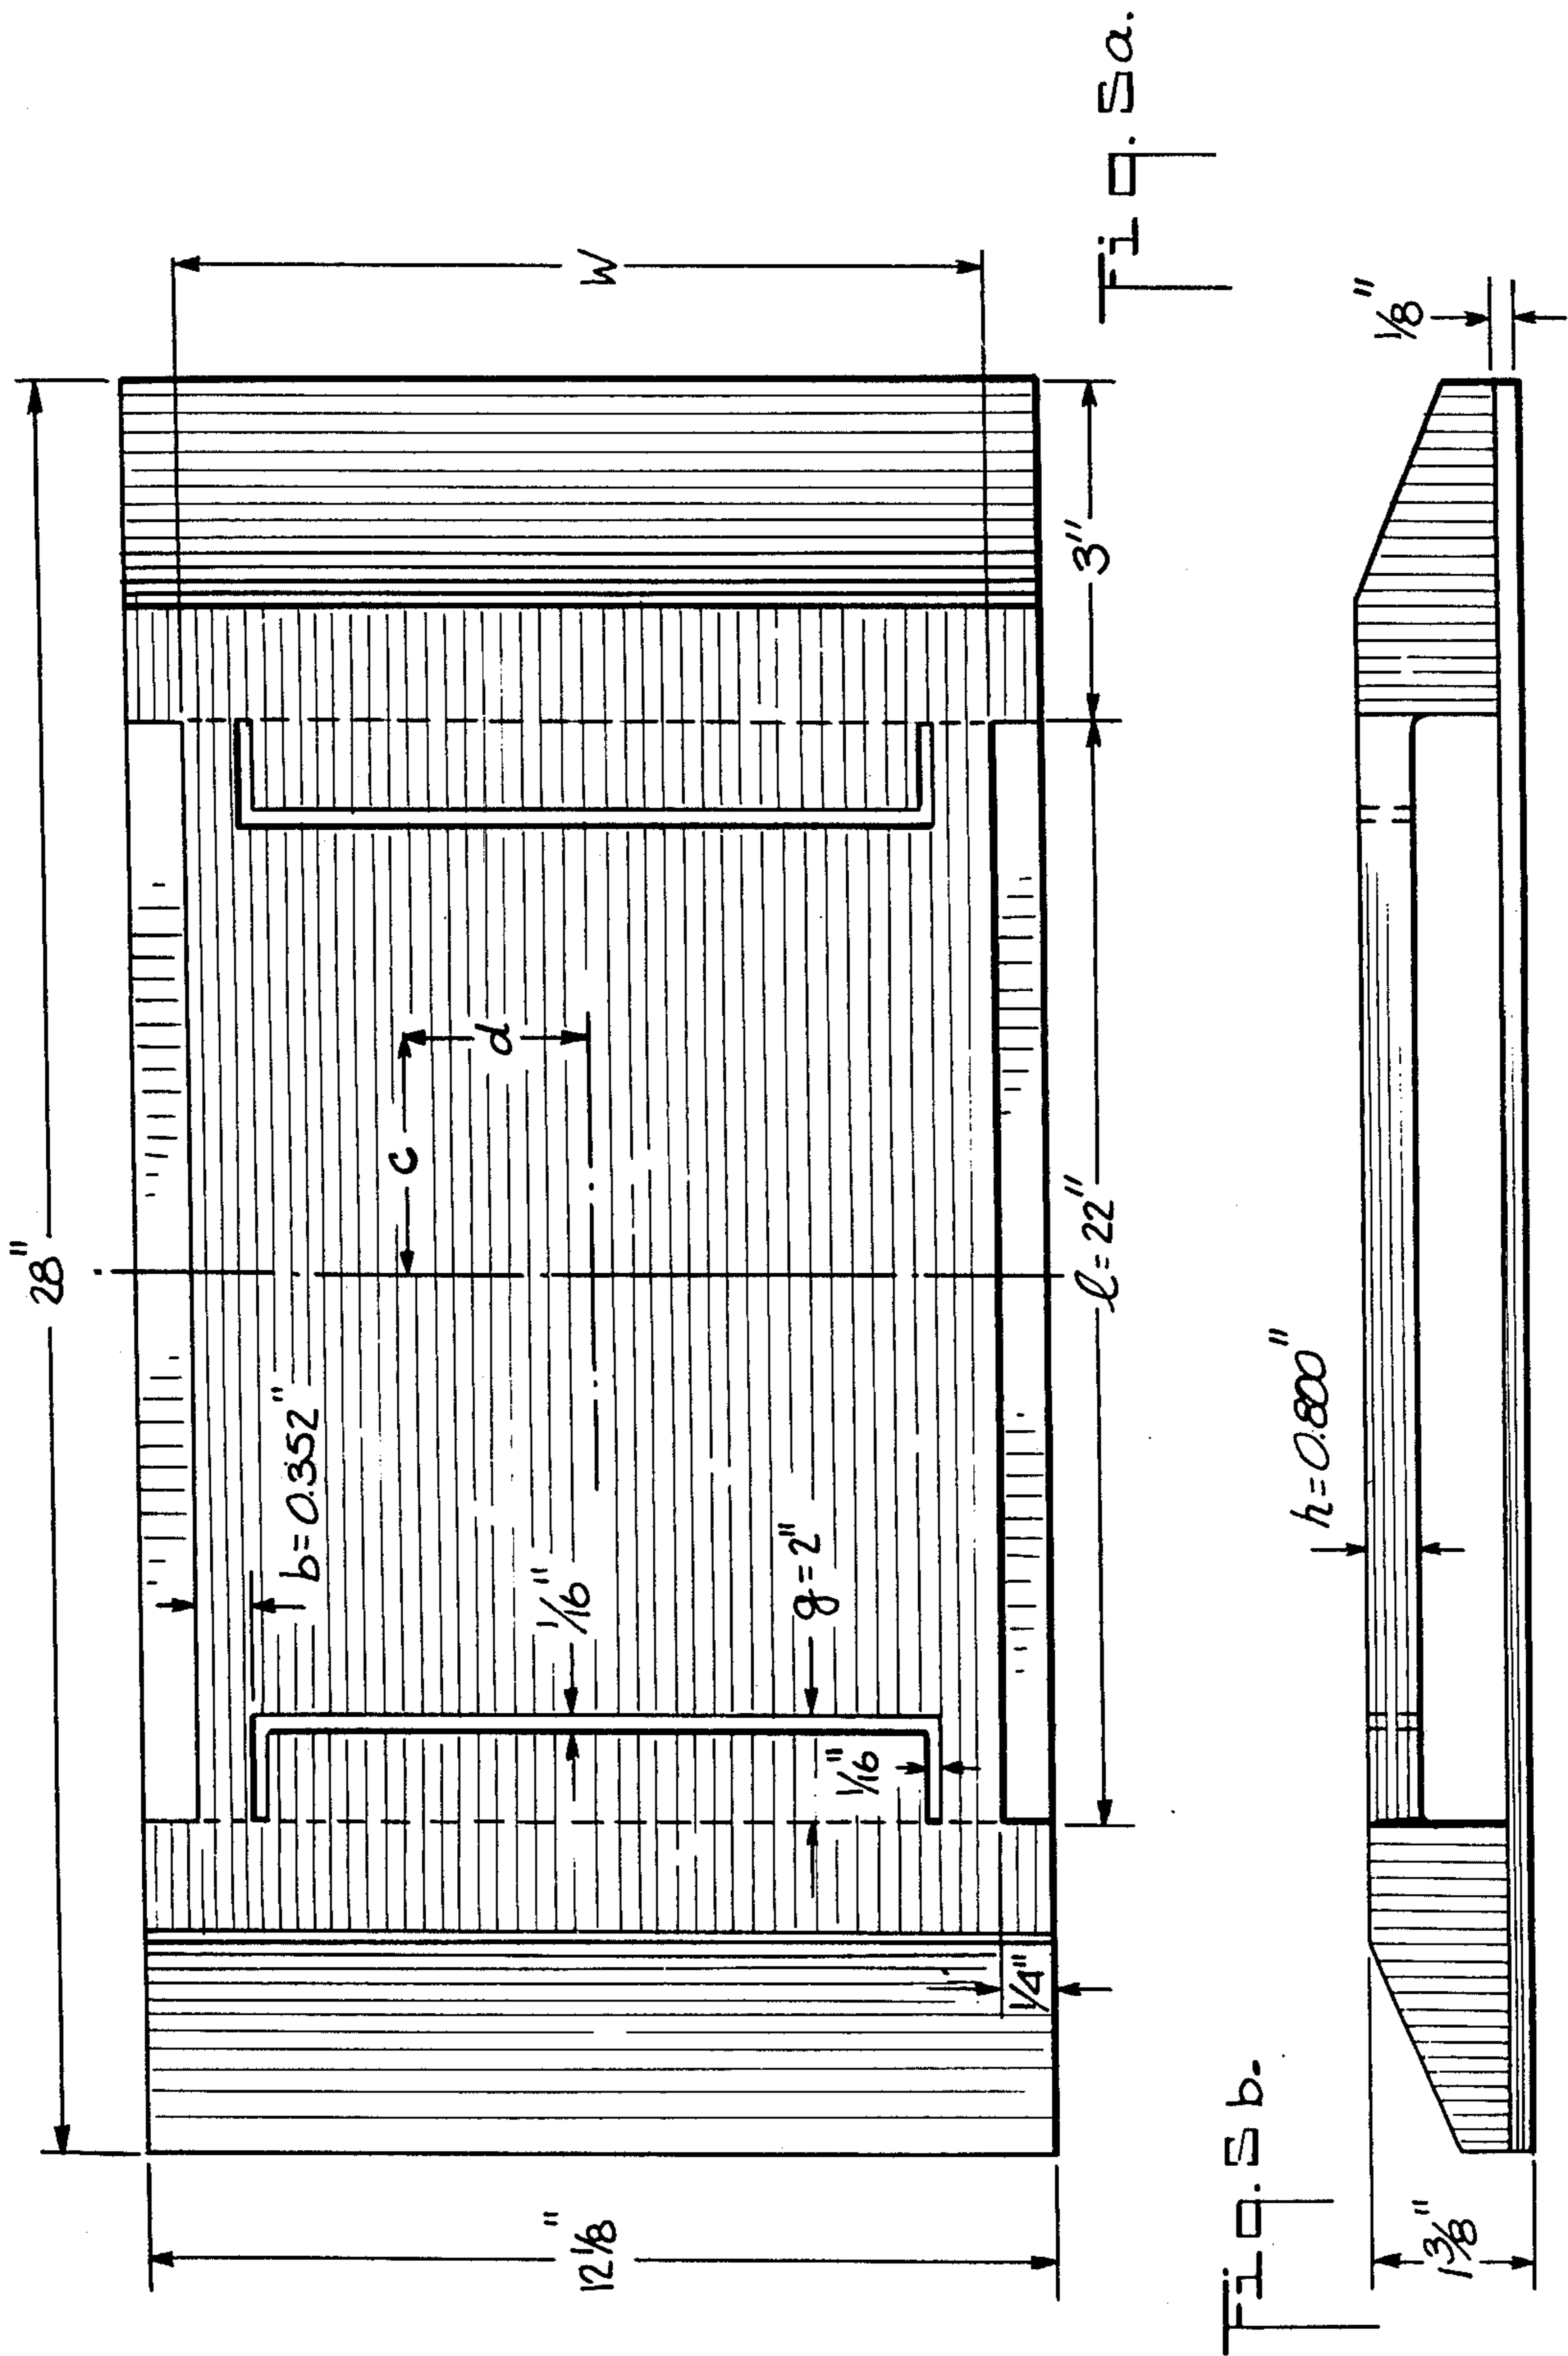 28"
W
Fig. 5a.
d
c
3"
b=0.352"
1/16"
g=2"
1/16"
l=22"
1/4"
12 1/8"
1/8"
h=0.800"
Fig. 5b.
1 3/8"